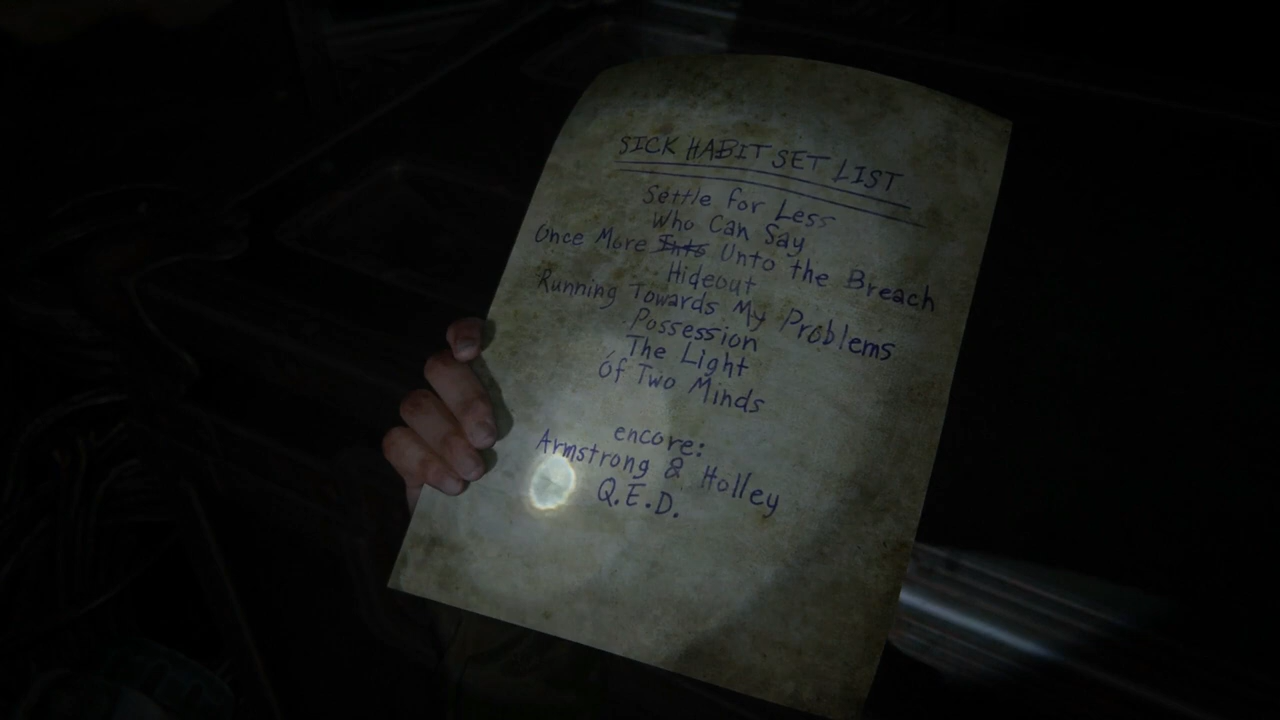 SICK HABIT SET LIST
Settle for Less
Who Can Say
Once More Into Unto the Breach
Hideout
Running Towards My Problems
Possession
The Light
Of Two Minds
encore:
Armstrong & Holley
Q.E.D.